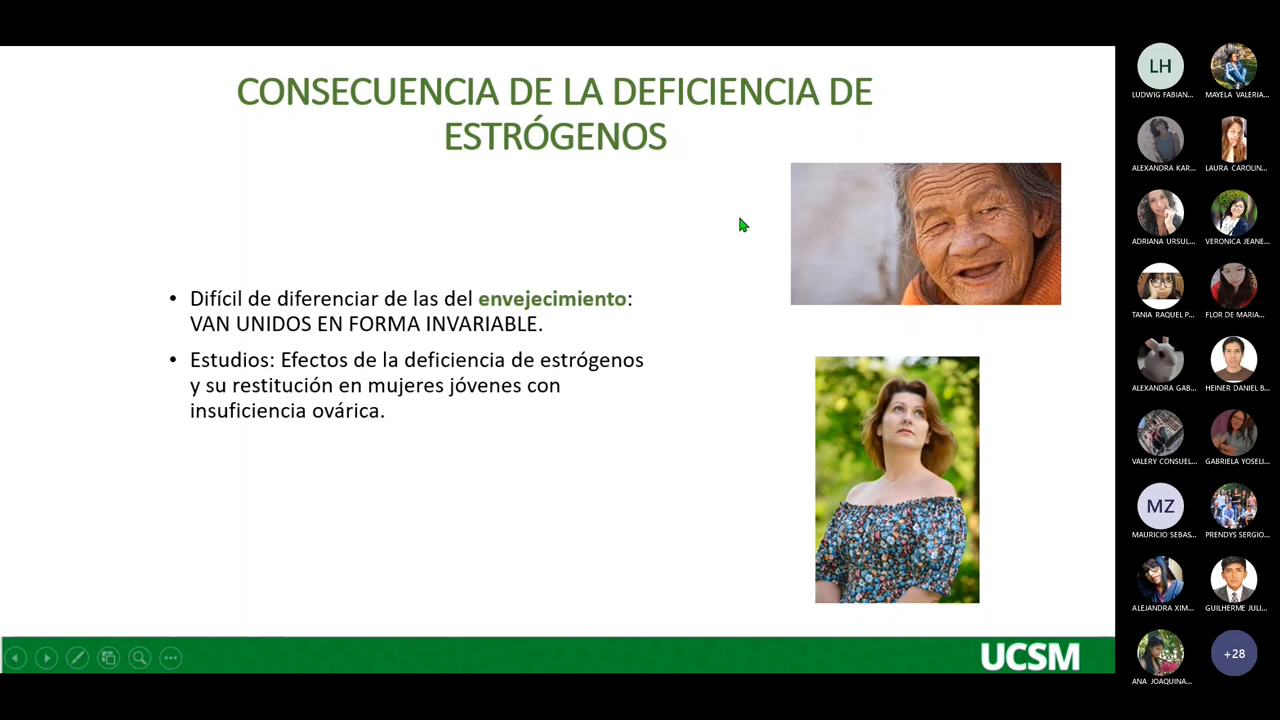 CONSECUENCIA DE LA DEFICIENCIA DE
ESTRÓGENOS
• Difícil de diferenciar de las del envejecimiento:
VAN UNIDOS EN FORMA INVARIABLE.
• Estudios: Efectos de la deficiencia de estrógenos
y su restitución en mujeres jóvenes con
insuficiencia ovárica.
UCSM
LH
LUDWIG FABIAN...
MAYELA VALERIA...
ALEXANDRA KAR...
LAURA CAROLIN...
ADRIANA URSUL...
VERONICA JEANE...
TANIA RAQUEL P...
FLOR DE MARIA...
ALEXANDRA GAB...
HEINER DANIEL B...
VALERY CONSUEL...
GABRIELA YOSELI...
MZ
MAURICIO SEBAS...
PRENDYS SERGIO...
ALEJANDRA XIM...
GUILHERME JULI...
ANA JOAQUINA...
+28